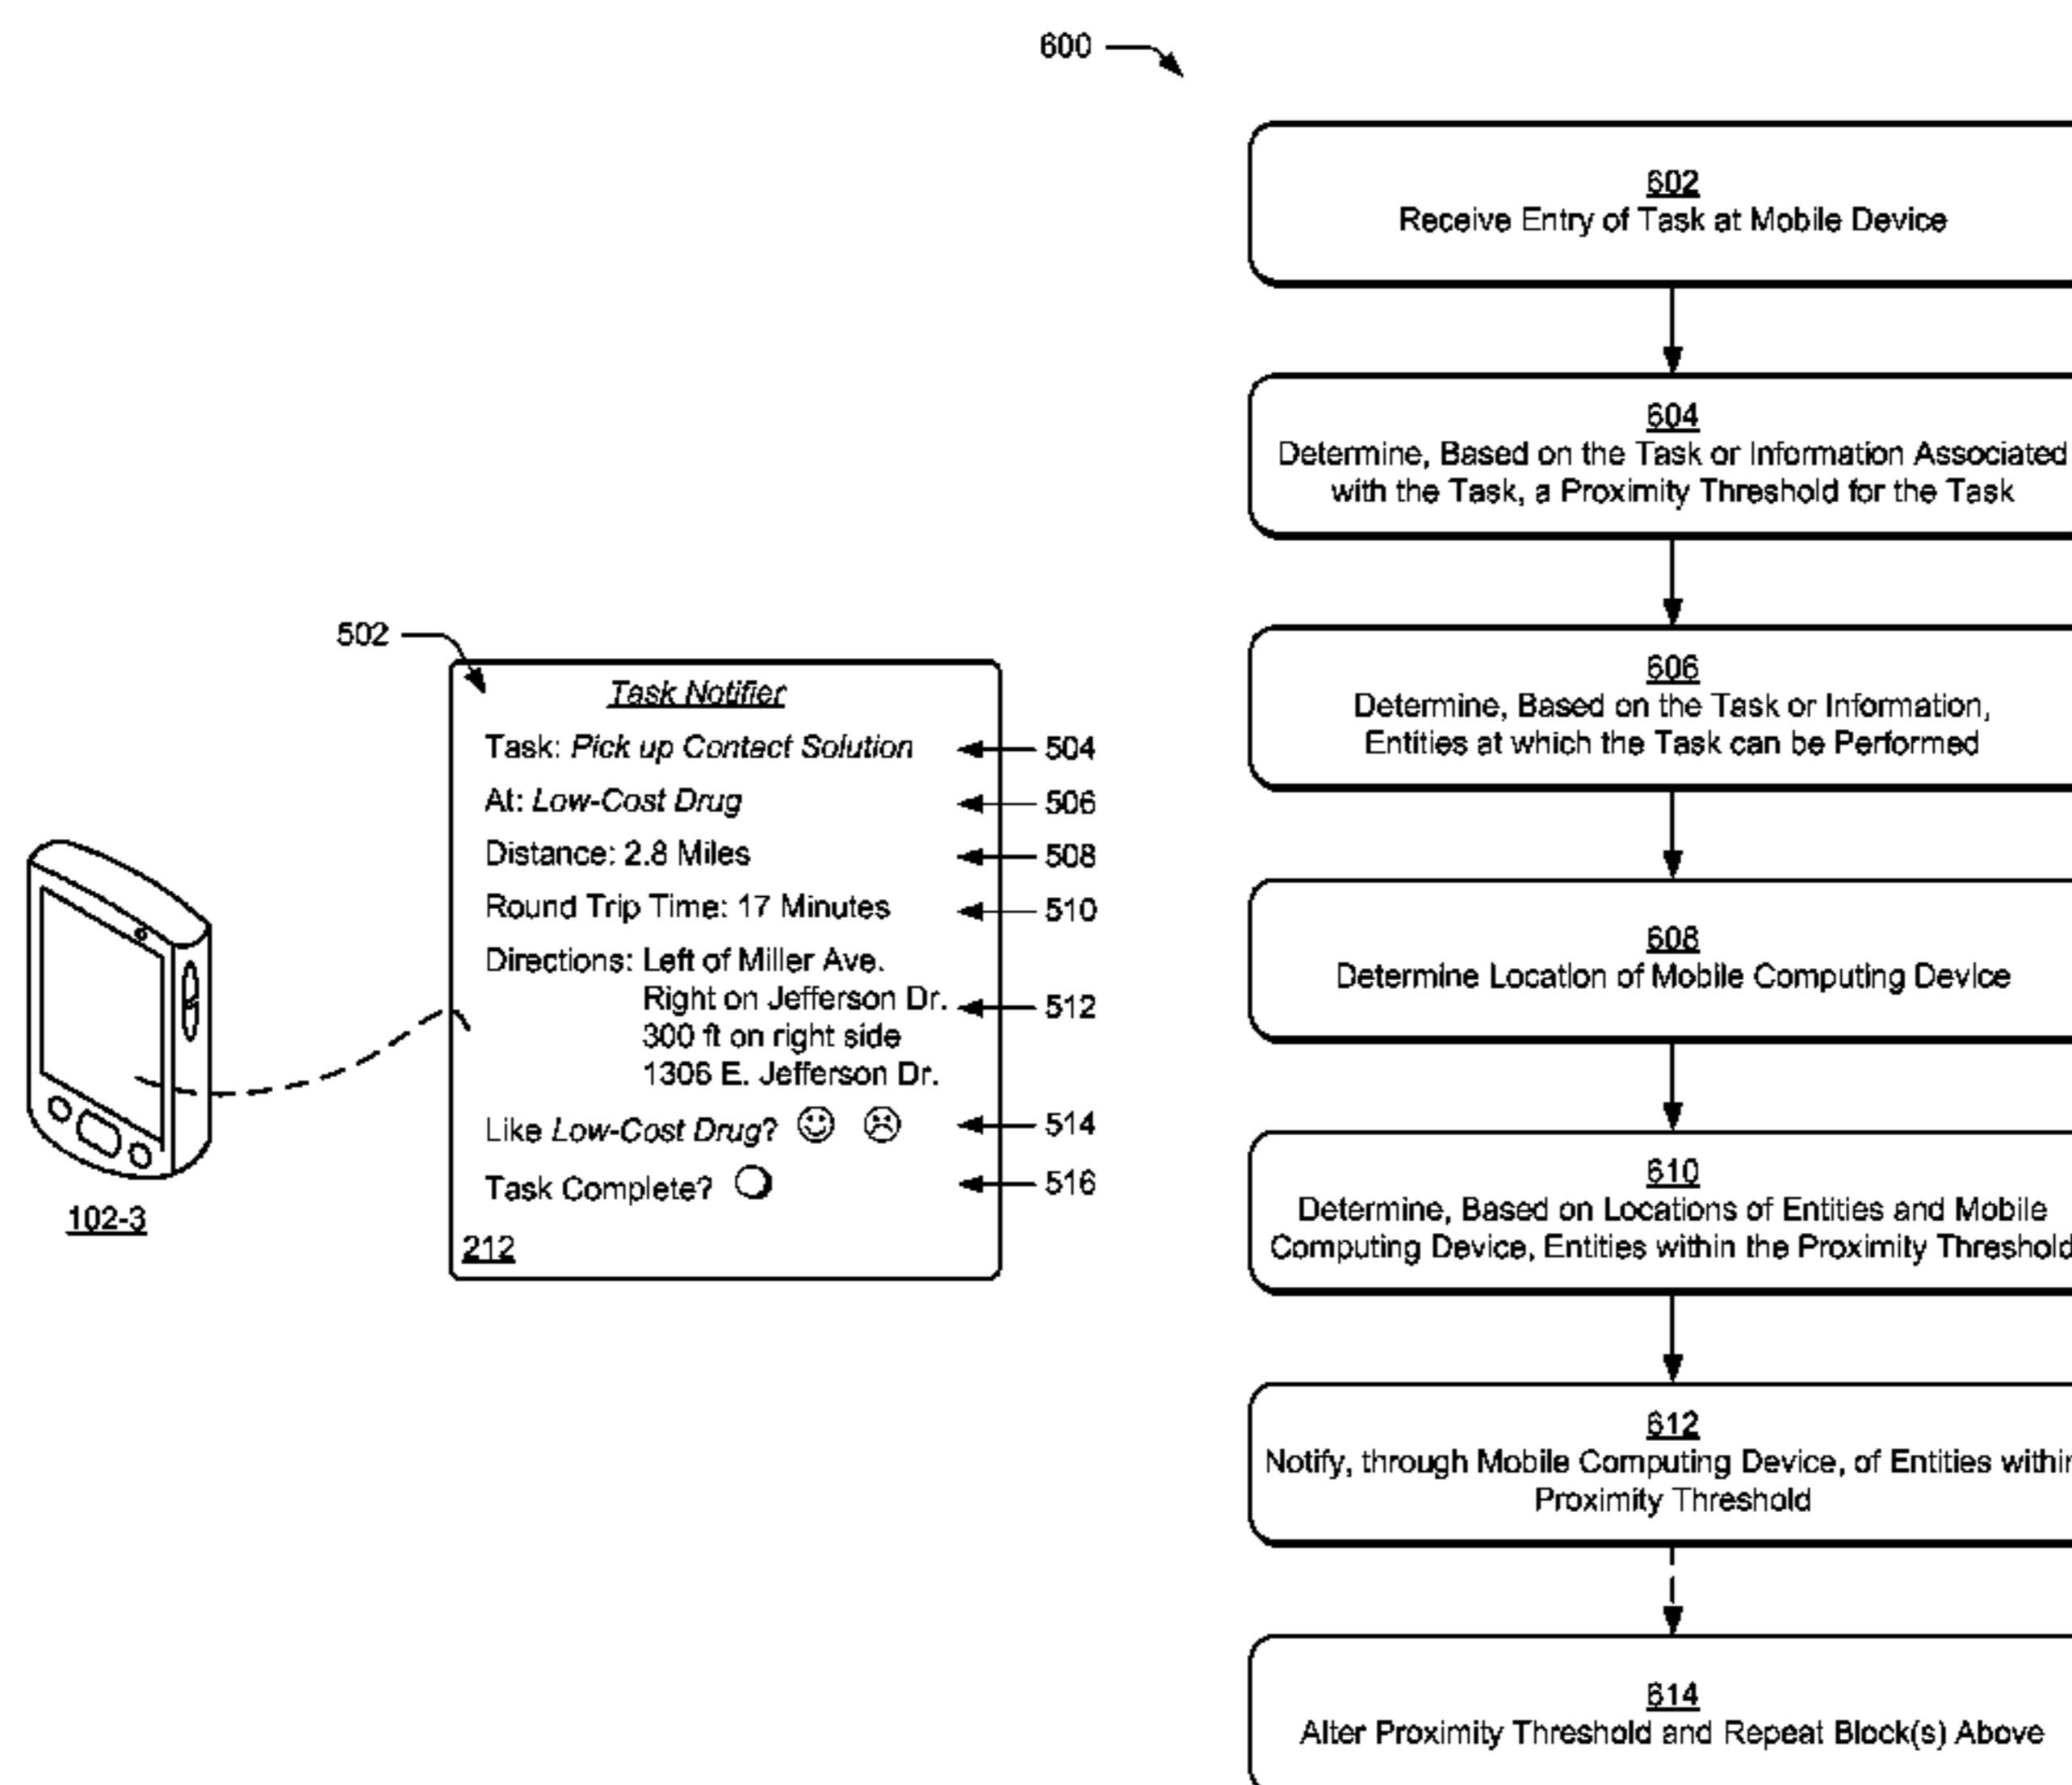 502
Task Notifier
Task: Pick up Contact Solution
504
At: Low-Cost Drug
506
Distance: 2.8 Miles
508
Round Trip Time: 17 Minutes
510
Directions: Left of Miller Ave.
Right on Jefferson Dr.
512
300 ft on right side
1306 E. Jefferson Dr.
Like Low-Cost Drug?
514
Task Complete?
516
212
102-3
600
602
Receive Entry of Task at Mobile Device
604
Determine, Based on the Task or Information Associated
with the Task, a Proximity Threshold for the Task
606
Determine, Based on the Task or Information,
Entities at which the Task can be Performed
608
Determine Location of Mobile Computing Device
610
Determine, Based on Locations of Entities and Mobile
Computing Device, Entities within the Proximity Threshold
612
Notify, through Mobile Computing Device, of Entities within
Proximity Threshold
614
Alter Proximity Threshold and Repeat Block(s) Above